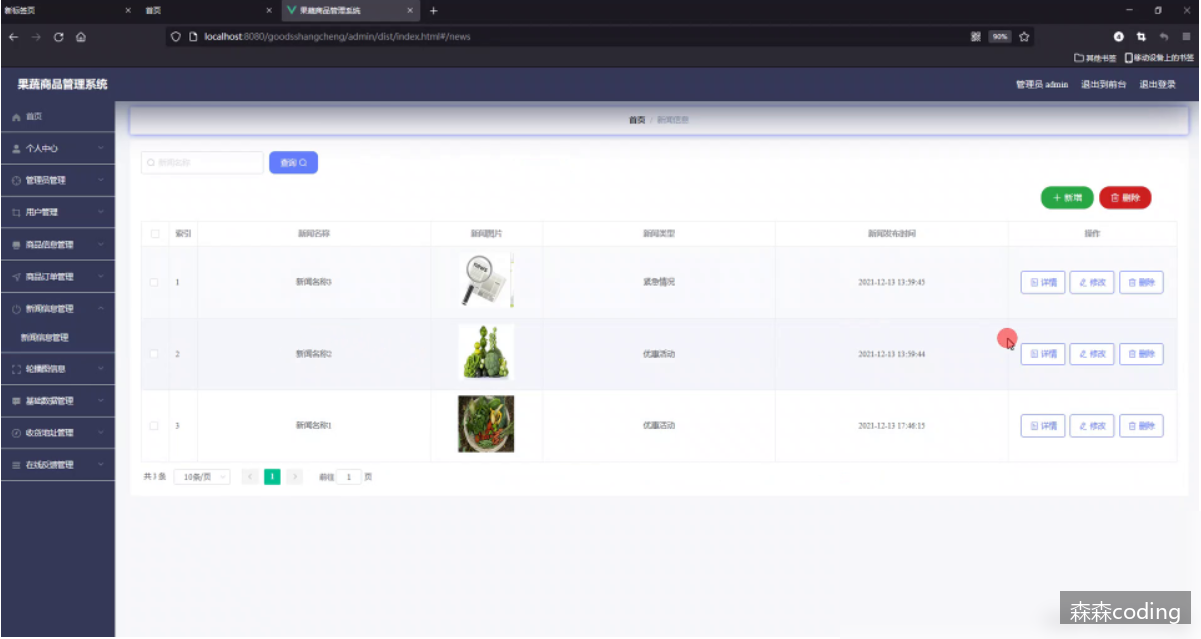 新标签页
首页
果蔬商品管理系统
localhost:8080/goodsshangcheng/admin/dist/index.html#/news
90%
其他书签
移动设备上的书签
果蔬商品管理系统
管理员 admin
退出到前台
退出登录
首页
个人中心
管理员管理
用户管理
商品信息管理
商品订单管理
新闻信息管理
新闻信息管理
轮播图信息
基础数据管理
收货地址管理
在线反馈管理
首页 / 新闻信息
新闻名称
查询
+ 新增
删除
索引 新闻名称 新闻图片 新闻类型 新闻发布时间 操作
1 新闻名称3 紧急情况 2021-12-13 13:59:45 详情 修改 删除
NEWS
2 新闻名称2 优惠活动 2021-12-13 13:59:44 详情 修改 删除
3 新闻名称1 优惠活动 2021-12-13 17:46:15 详情 修改 删除
共 3 条 10条/页 1 前往 1 页
森森coding